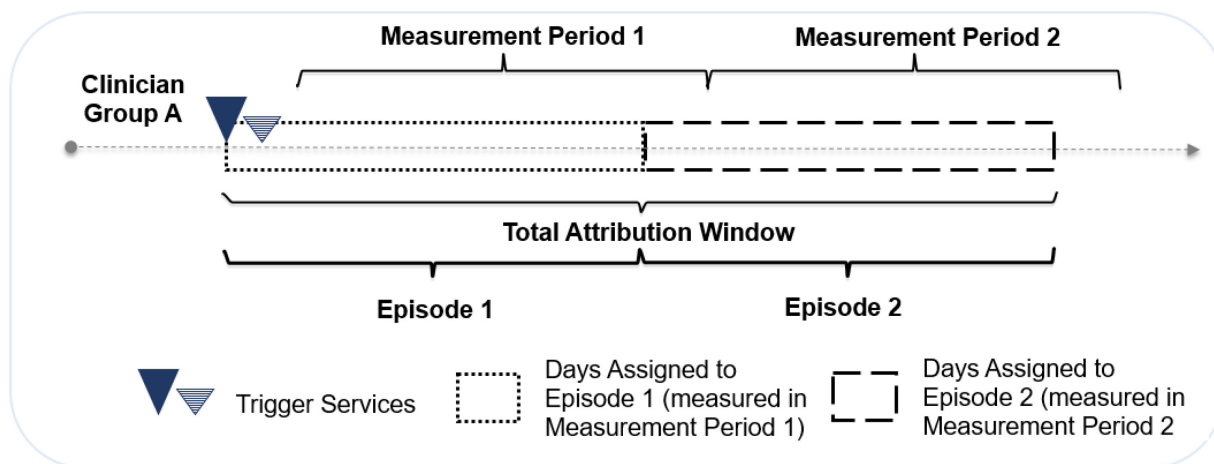 Measurement Period 1
Measurement Period 2
Clinician
Group A
Total Attribution Window
Episode 1
Episode 2
Trigger Services
Days Assigned to
Episode 1 (measured in
Measurement Period 1)
Days Assigned to
Episode 2 (measured in
Measurement Period 2